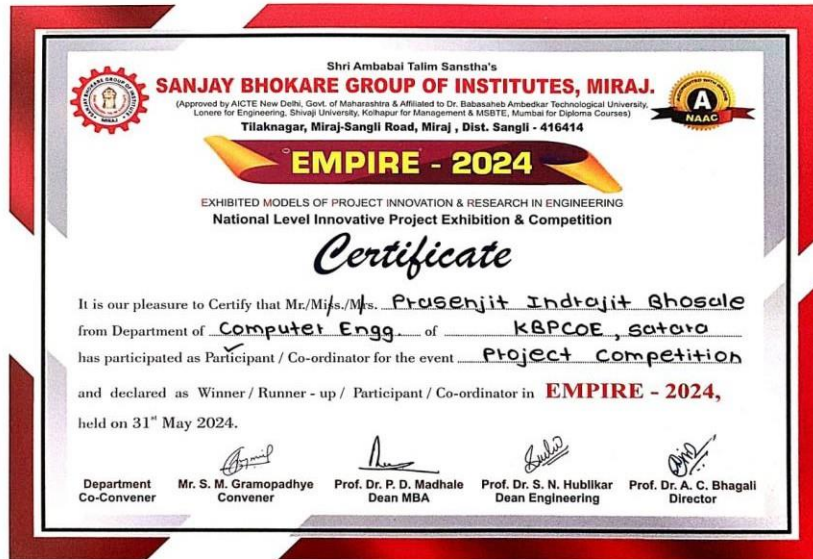 Shri Ambabai Talim Sanstha's
SANJAY BHOKARE GROUP OF INSTITUTES, MIRAJ.
(Approved by AICTE New Delhi, Govt. of Maharashtra & Affiliated to Dr. Babasaheb Ambedkar Technological University,
Lonere for Engineering, Shivaji University, Kolhapur for Management & MSBTE, Mumbai for Diploma Courses)
Tilaknagar, Miraj-Sangli Road, Miraj , Dist. Sangli - 416414
A
NAAC
EMPIRE - 2024
EXHIBITED MODELS OF PROJECT INNOVATION & RESEARCH IN ENGINEERING
National Level Innovative Project Exhibition & Competition
Certificate
It is our pleasure to Certify that Mr./Miss./Mrs. Prasenjit Indrajit Bhosale
from Department of Computer Engg. of KBPCOE, satara
has participated as Participant / Co-ordinator for the event Project Competition
and declared as Winner / Runner - up / Participant / Co-ordinator in EMPIRE - 2024,
held on 31st May 2024.
Department Co-Convener
Mr. S. M. Gramopadhye Convener
Prof. Dr. P. D. Madhale Dean MBA
Prof. Dr. S. N. Hublikar Dean Engineering
Prof. Dr. A. C. Bhagali Director